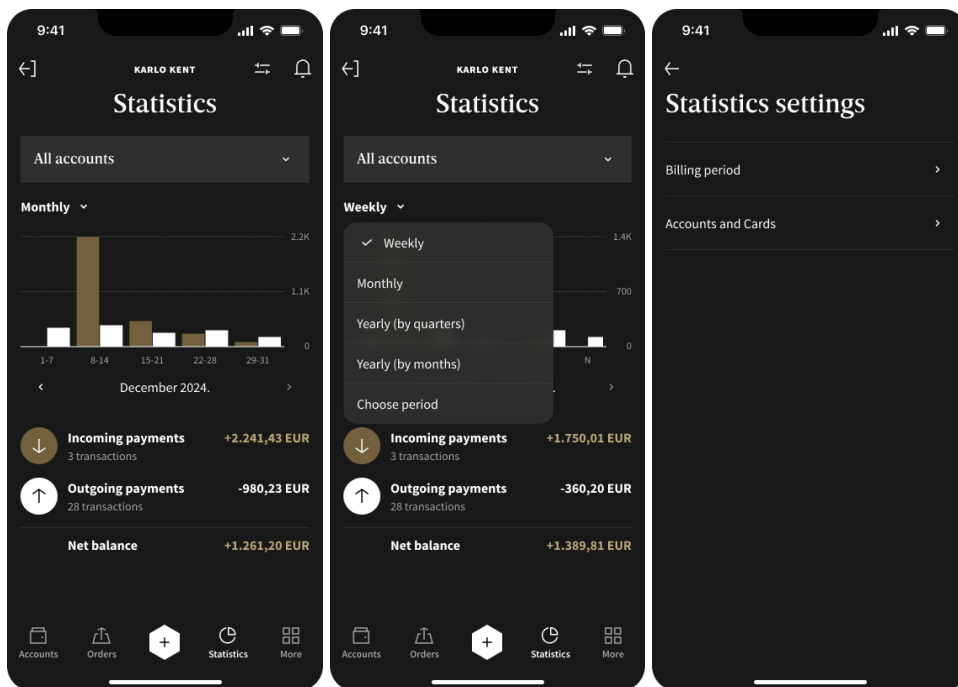 9:41
KARLO KENT
Statistics
All accounts
Monthly
2.2K
1.1K
0
1-7 8-14 15-21 22-28 29-31
December 2024.
Incoming payments +2.241,43 EUR
3 transactions
Outgoing payments -980,23 EUR
28 transactions
Net balance +1.261,20 EUR
Accounts Orders Statistics More
9:41
KARLO KENT
Statistics
All accounts
Weekly
Weekly
1.4K
Monthly
700
Yearly (by quarters)
0
Yearly (by months)
N
.
Choose period
Incoming payments +1.750,01 EUR
3 transactions
Outgoing payments -360,20 EUR
28 transactions
Net balance +1.389,81 EUR
Accounts Orders Statistics More
9:41
Statistics settings
Billing period
Accounts and Cards